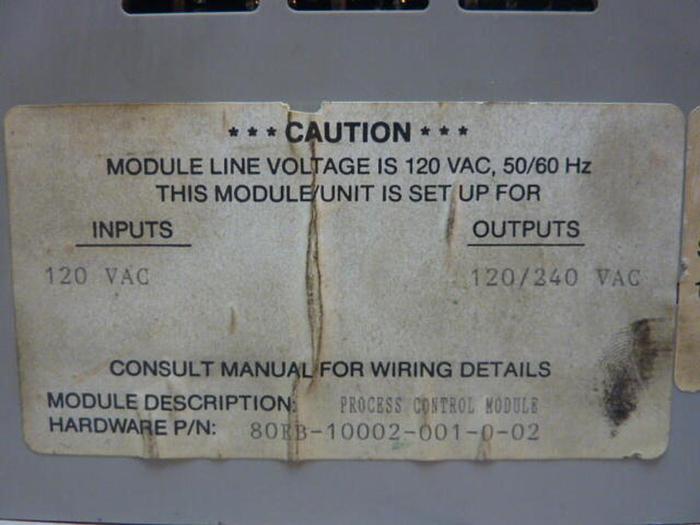 *** CAUTION ***
MODULE LINE VOLTAGE IS 120 VAC, 50/60 Hz
THIS MODULE/UNIT IS SET UP FOR
INPUTS OUTPUTS
120 VAC 120/240 VAC
CONSULT MANUAL FOR WIRING DETAILS
MODULE DESCRIPTION: PROCESS CONTROL MODULE
HARDWARE P/N: 80RB-10002-001-0-02